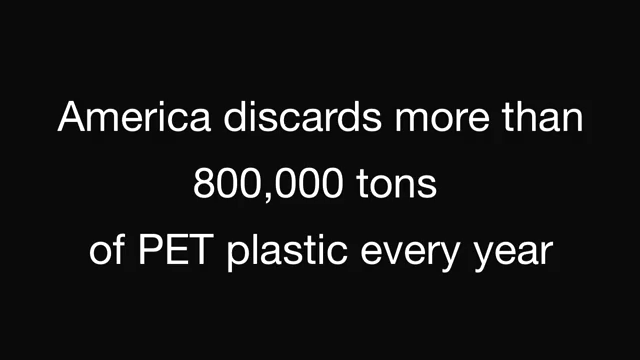 America discards more than
800,000 tons
of PET plastic every year